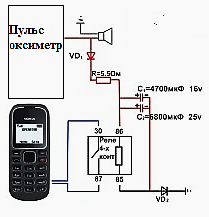 Пульс
оксиметр
VD₁
R=5,5Ом
C₁=4700мкФ 16v
C₂=6800мкФ 25v
NOKIA
30 86
Реле
4-х
конт
87 85
VD₂